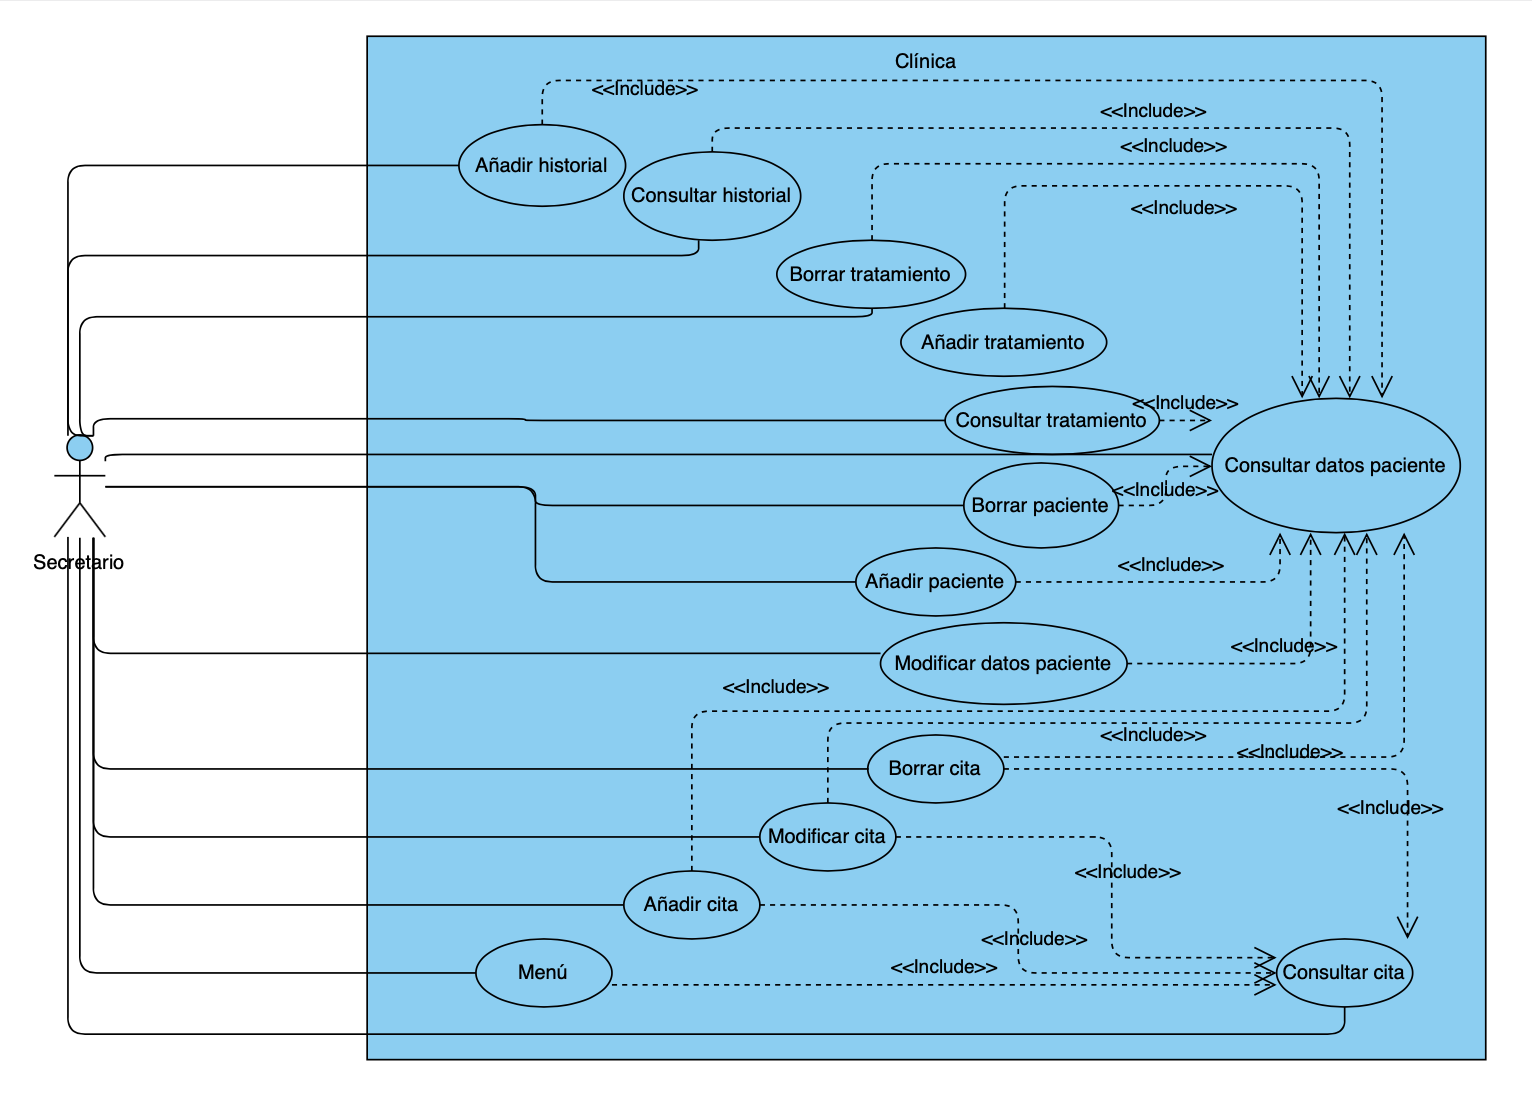 Clínica
<<Include>>
<<Include>>
<<Include>>
Añadir historial
Consultar historial
<<Include>>
Borrar tratamiento
Añadir tratamiento
<<Include>>
Consultar tratamiento
Consultar datos paciente
<<Include>>
Borrar paciente
Secretario
<<Include>>
Añadir paciente
<<Include>>
Modificar datos paciente
<<Include>>
<<Include>>
<<Include>>
Borrar cita
<<Include>>
Modificar cita
<<Include>>
Añadir cita
<<Include>>
<<Include>>
Menú
Consultar cita